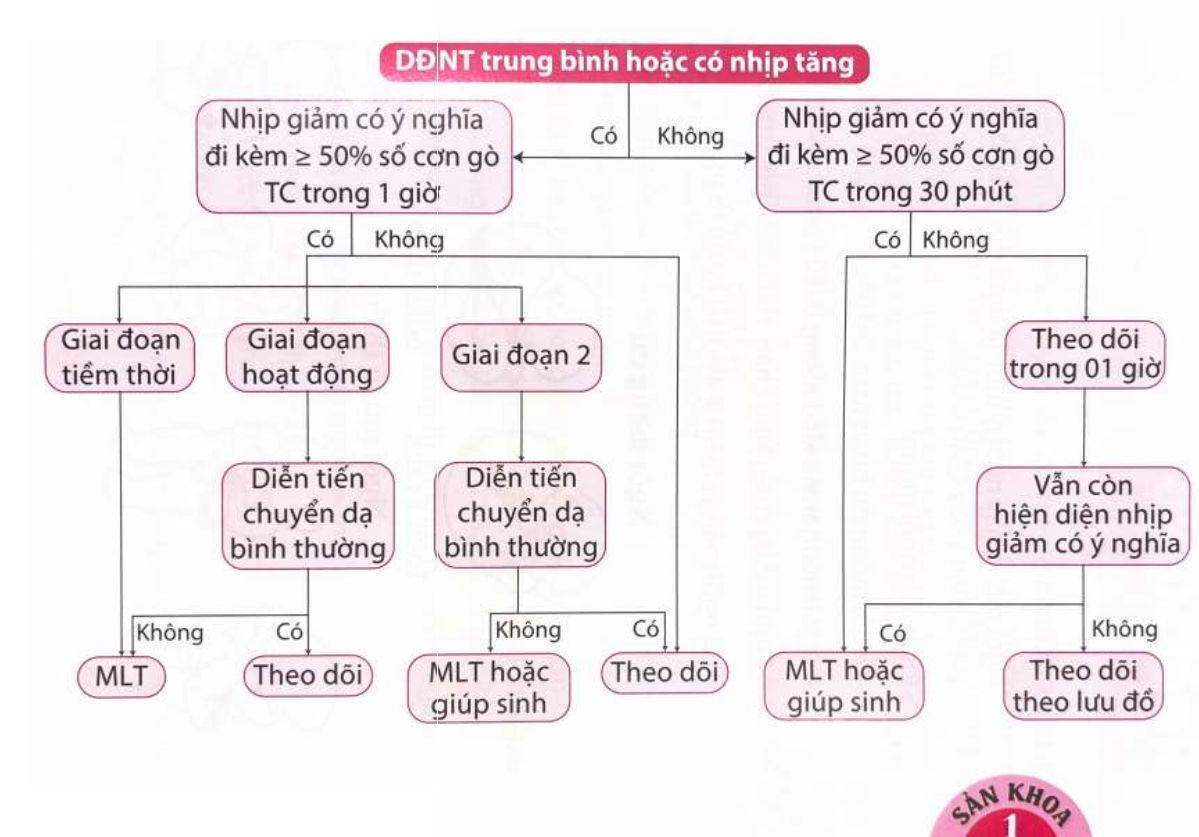 DĐNT trung bình hoặc có nhịp tăng
Nhịp giảm có ý nghĩa
đi kèm ≥ 50% số cơn gò
TC trong 1 giờ
Có
Không
Nhịp giảm có ý nghĩa
đi kèm ≥ 50% số cơn gò
TC trong 30 phút
Có
Không
Có
Không
Giai đoạn
tiềm thời
Giai đoạn
hoạt động
Giai đoạn 2
Theo dõi
trong 01 giờ
Diễn tiến
chuyển dạ
bình thường
Diễn tiến
chuyển dạ
bình thường
Vẫn còn
hiện diện nhịp
giảm có ý nghĩa
Không
Có
Không
Có
Có
Không
MLT
Theo dõi
MLT hoặc
giúp sinh
Theo dõi
MLT hoặc
giúp sinh
Theo dõi
theo lưu đồ
SẢN KHOA
1